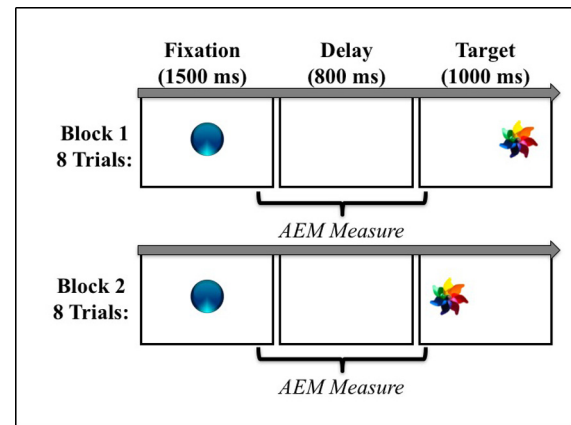 Fixation Delay Target
(1500 ms) (800 ms) (1000 ms)
Block 1
8 Trials:
AEM Measure
Block 2
8 Trials:
AEM Measure